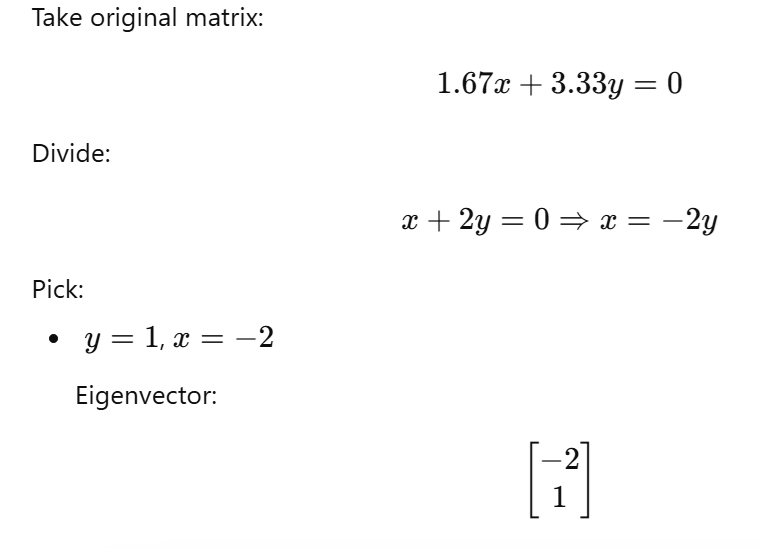 Take original matrix:
1.67x + 3.33y = 0
Divide:
x + 2y = 0 ⇒ x = −2y
Pick:
• y = 1, x = −2
Eigenvector:
[−2
1]